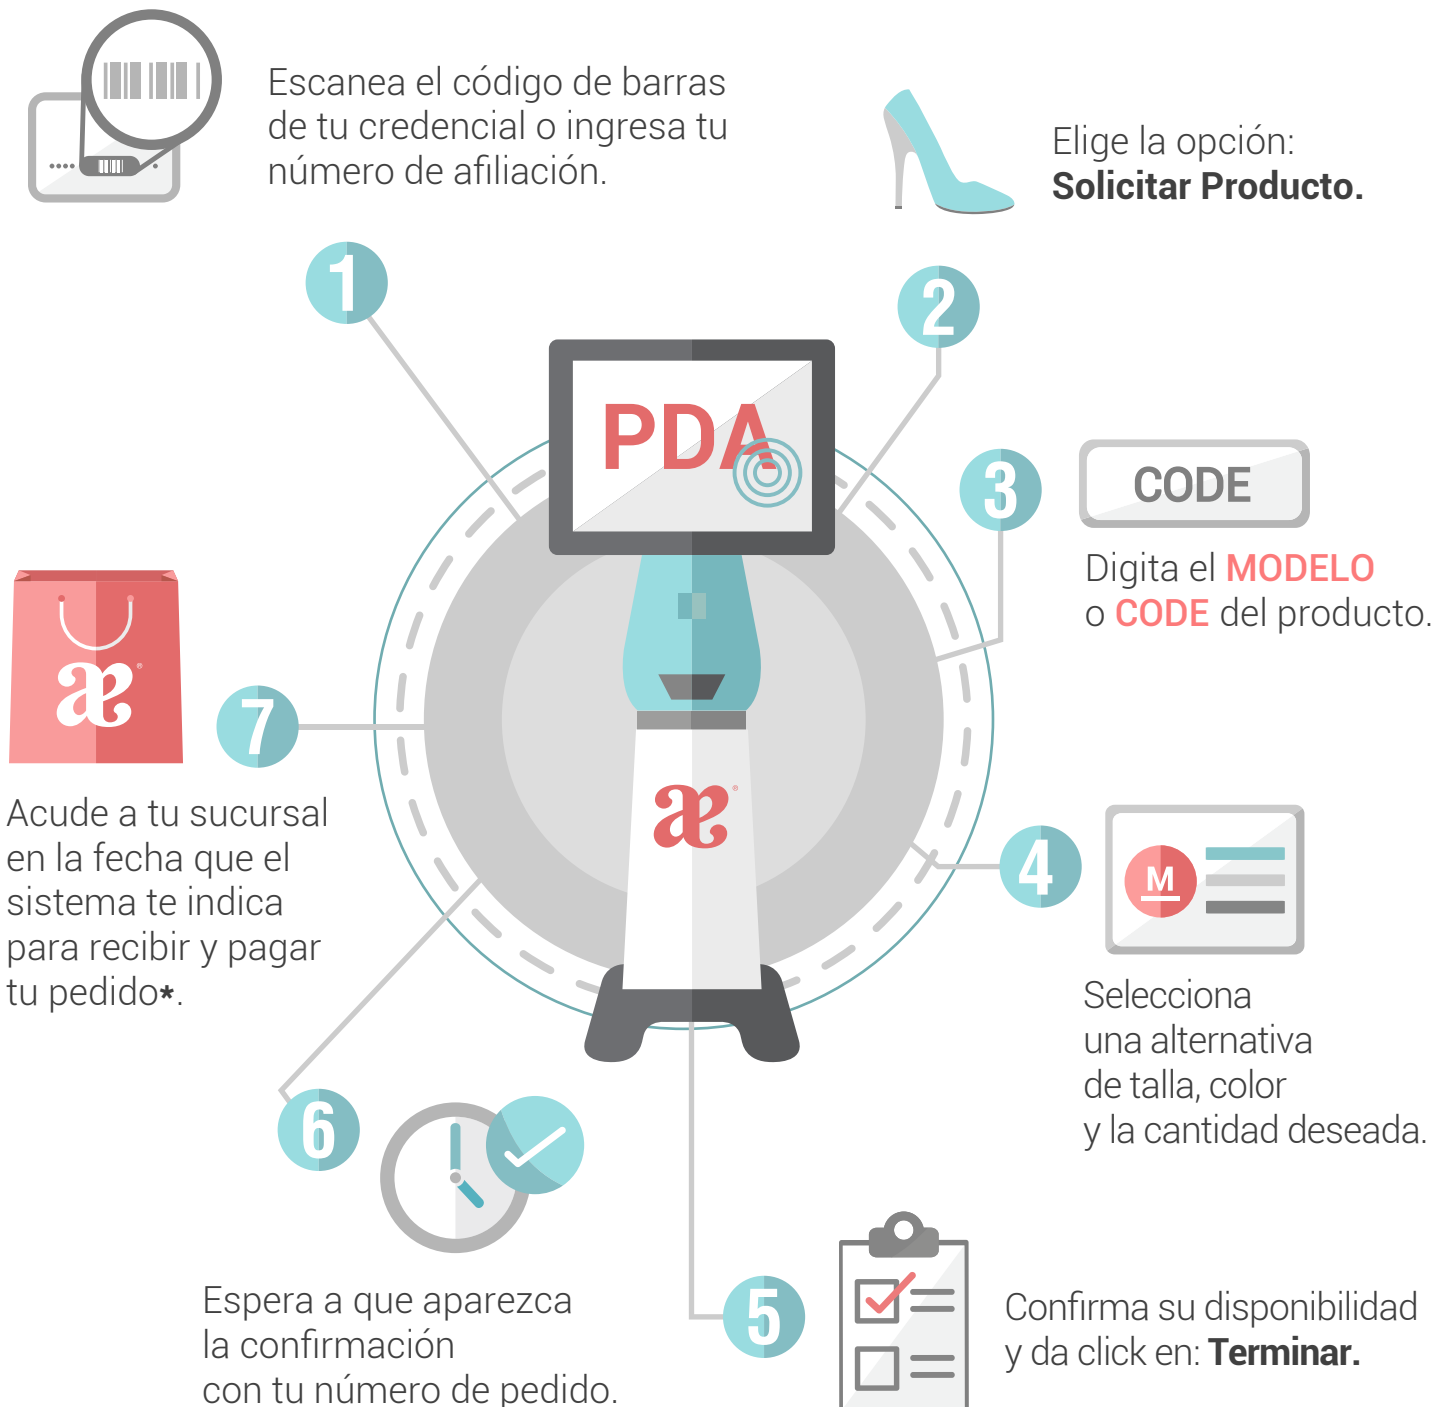 Escanea el código de barras
de tu credencial o ingresa tu
número de afiliación.
1
Elige la opción:
Solicitar Producto.
2
PDA
3
CODE
Digita el MODELO
o CODE del producto.
4
M
Selecciona
una alternativa
de talla, color
y la cantidad deseada.
5
Confirma su disponibilidad
y da click en: Terminar.
6
Espera a que aparezca
la confirmación
con tu número de pedido.
7
æ®
Acude a tu sucursal
en la fecha que el
sistema te indica
para recibir y pagar
tu pedido*.
æ®